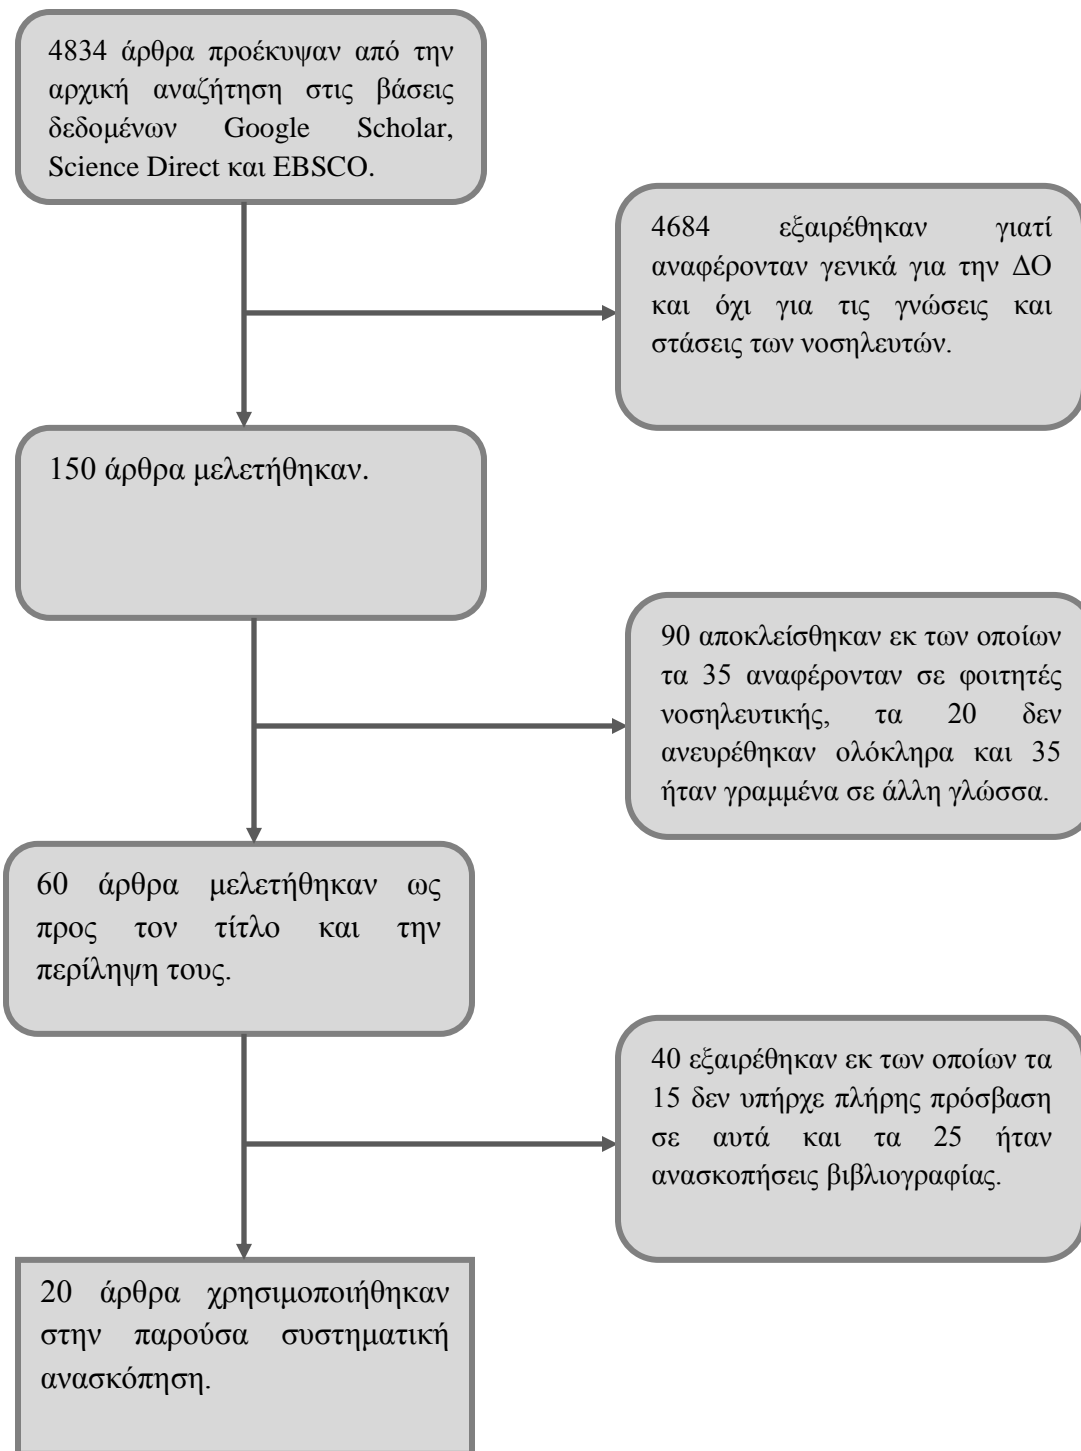 4834 άρθρα προέκυψαν από την
αρχική αναζήτηση στις βάσεις
δεδομένων Google Scholar,
Science Direct και EBSCO.
4684 εξαιρέθηκαν γιατί
αναφέρονταν γενικά για την ΔΟ
και όχι για τις γνώσεις και
στάσεις των νοσηλευτών.
150 άρθρα μελετήθηκαν.
90 αποκλείσθηκαν εκ των οποίων
τα 35 αναφέρονταν σε φοιτητές
νοσηλευτικής, τα 20 δεν
ανευρέθηκαν ολόκληρα και 35
ήταν γραμμένα σε άλλη γλώσσα.
60 άρθρα μελετήθηκαν ως
προς τον τίτλο και την
περίληψη τους.
40 εξαιρέθηκαν εκ των οποίων τα
15 δεν υπήρχε πλήρης πρόσβαση
σε αυτά και τα 25 ήταν
ανασκοπήσεις βιβλιογραφίας.
20 άρθρα χρησιμοποιήθηκαν
στην παρούσα συστηματική
ανασκόπηση.